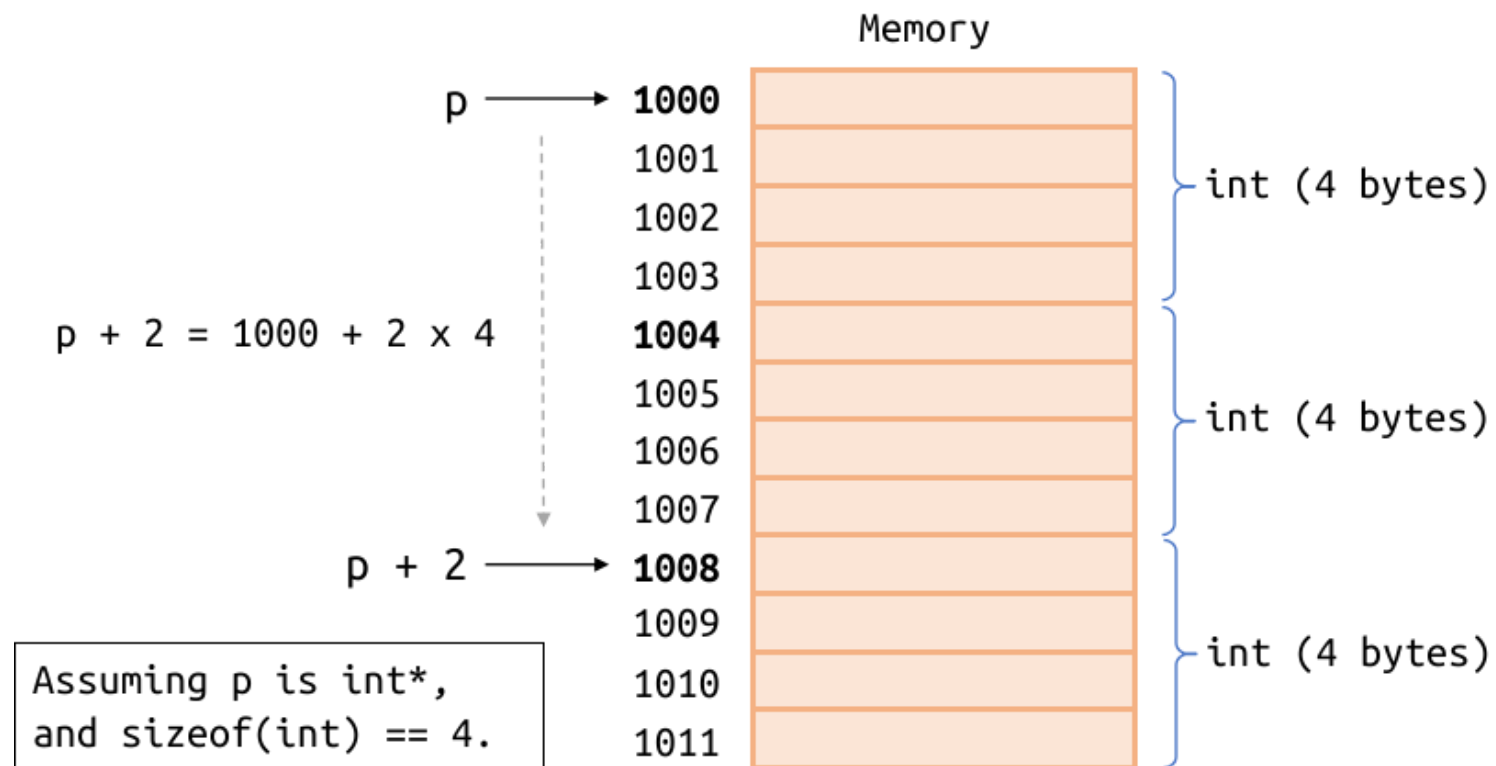 Memory
p
1000
1001
1002
1003
int (4 bytes)
p + 2 = 1000 + 2 x 4
1004
1005
1006
1007
int (4 bytes)
p + 2
1008
1009
1010
1011
int (4 bytes)
Assuming p is int*,
and sizeof(int) == 4.